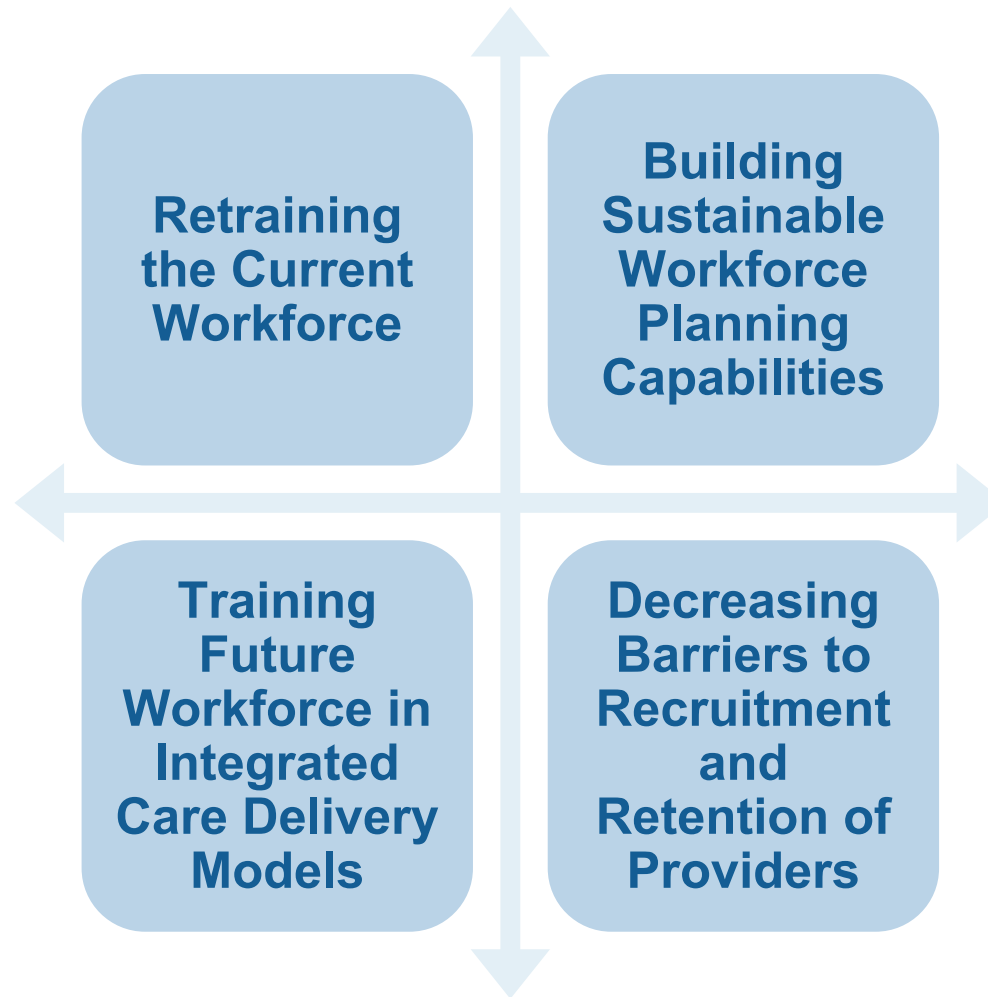 Retraining
the Current
Workforce
Building
Sustainable
Workforce
Planning
Capabilities
Training
Future
Workforce in
Integrated
Care Delivery
Models
Decreasing
Barriers to
Recruitment
and
Retention of
Providers